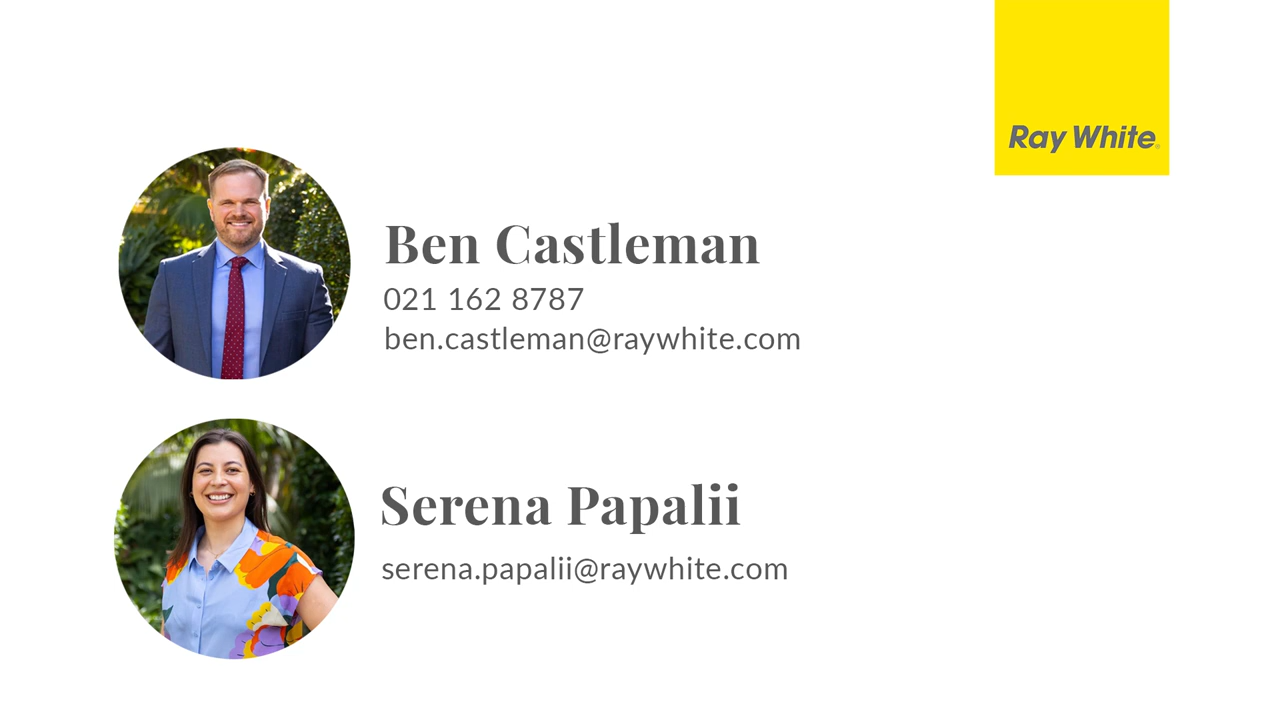 Ray White
Ben Castleman
021 162 8787
ben.castleman@raywhite.com
Serena Papalii
serena.papalii@raywhite.com